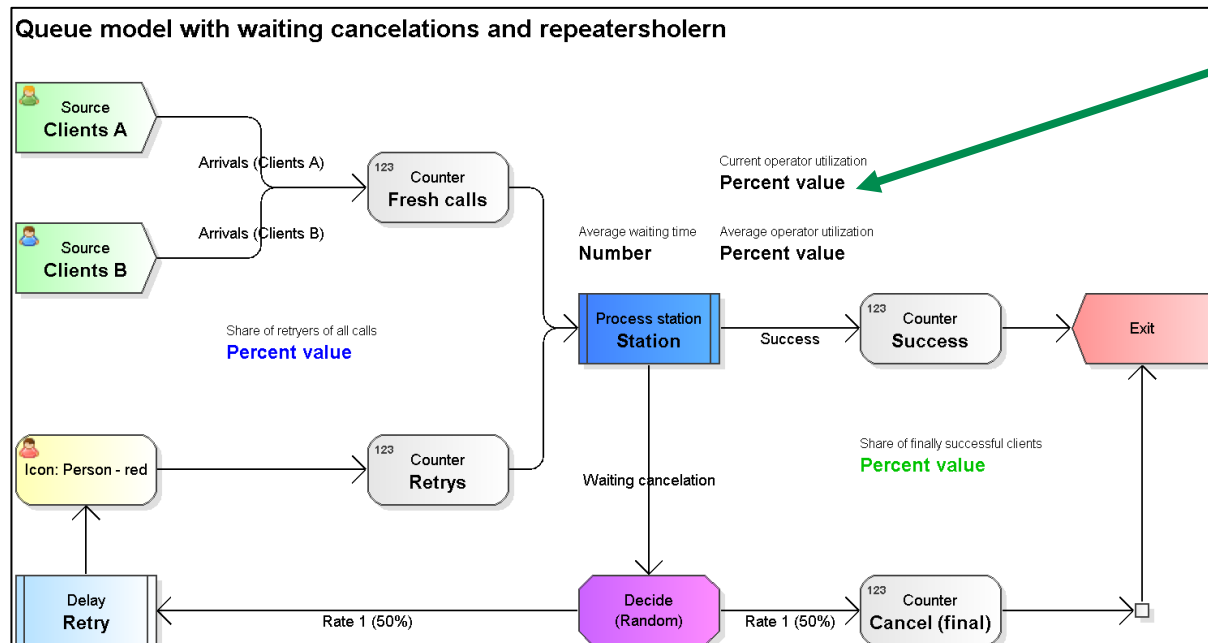 Queue model with waiting cancelations and repeatersholern
Source
Clients A
Arrivals (Clients A)
123
Counter
Fresh calls
Current operator utilization
Percent value
Arrivals (Clients B)
Source
Clients B
Average waiting time
Number
Average operator utilization
Percent value
Share of retryers of all calls
Percent value
Process station
Station
Success
123
Counter
Success
Exit
Icon: Person - red
123
Counter
Retrys
Waiting cancelation
Share of finally successful clients
Percent value
Delay
Retry
Rate 1 (50%)
Decide
(Random)
Rate 1 (50%)
123
Counter
Cancel (final)